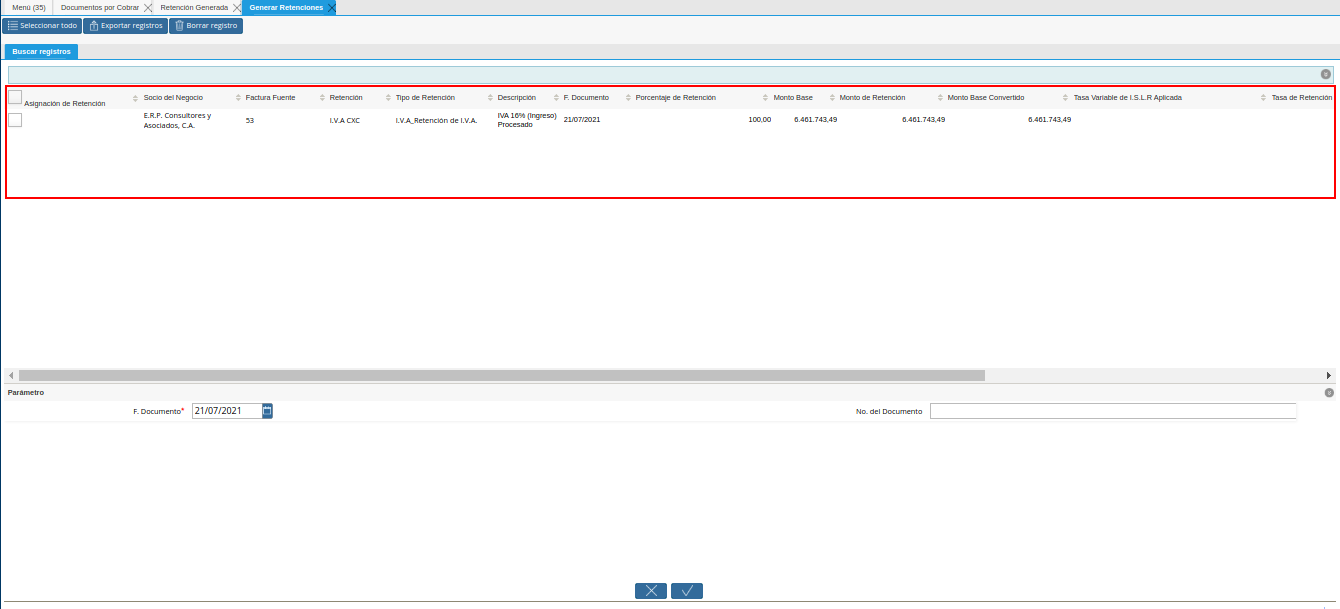 Menú (35) Documentos por Cobrar Retención Generada Generar Retenciones
Seleccionar todo Exportar registros Borrar registro
Buscar registros
Asignación de Retención Socio del Negocio Factura Fuente Retención Tipo de Retención Descripción F. Documento Porcentaje de Retención Monto Base Monto de Retención Monto Base Convertido Tasa Variable de I.S.L.R Aplicada Tasa de Retención
E.R.P. Consultores y
Asociados, C.A. 53 I.V.A CXC I.V.A_Retención de I.V.A. IVA 16% (Ingreso)
Procesado 21/07/2021 100,00 6.461.743,49 6.461.743,49 6.461.743,49
Parámetro
F. Documento* 21/07/2021 No. del Documento